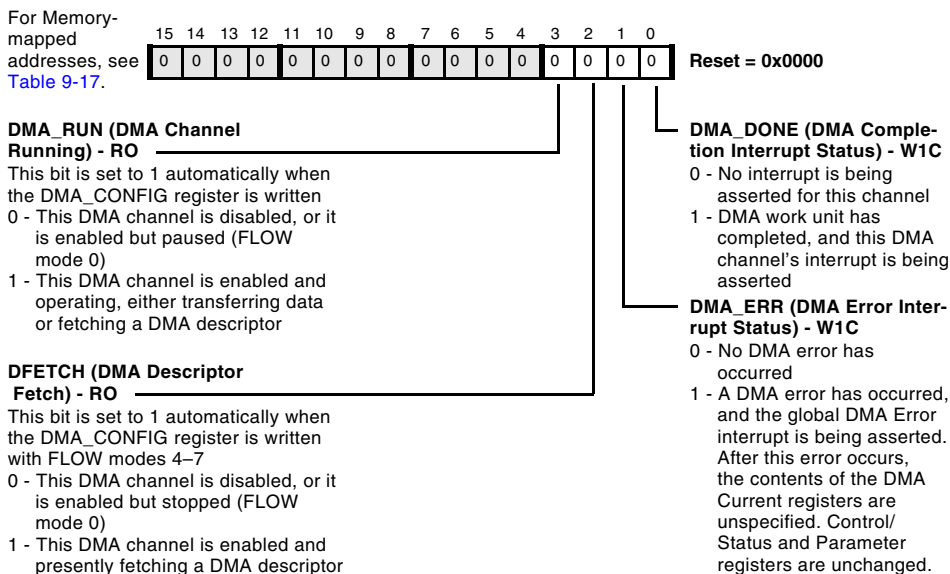 For Memory-
mapped
addresses, see
Table 9-17.
15 14 13 12 11 10 9 8 7 6 5 4 3 2 1 0
0 0 0 0 0 0 0 0 0 0 0 0 0 0 0 0
Reset = 0x0000
DMA_RUN (DMA Channel
Running) - RO
This bit is set to 1 automatically when
the DMA_CONFIG register is written
0 - This DMA channel is disabled, or it
is enabled but paused (FLOW
mode 0)
1 - This DMA channel is enabled and
operating, either transferring data
or fetching a DMA descriptor
DFETCH (DMA Descriptor
Fetch) - RO
This bit is set to 1 automatically when
the DMA_CONFIG register is written
with FLOW modes 4–7
0 - This DMA channel is disabled, or it
is enabled but stopped (FLOW
mode 0)
1 - This DMA channel is enabled and
presently fetching a DMA descriptor
DMA_DONE (DMA Comple-
tion Interrupt Status) - W1C
0 - No interrupt is being
asserted for this channel
1 - DMA work unit has
completed, and this DMA
channel's interrupt is being
asserted
DMA_ERR (DMA Error Inter-
rupt Status) - W1C
0 - No DMA error has
occurred
1 - A DMA error has occurred,
and the global DMA Error
interrupt is being asserted.
After this error occurs,
the contents of the DMA
Current registers are
unspecified. Control/
Status and Parameter
registers are unchanged.